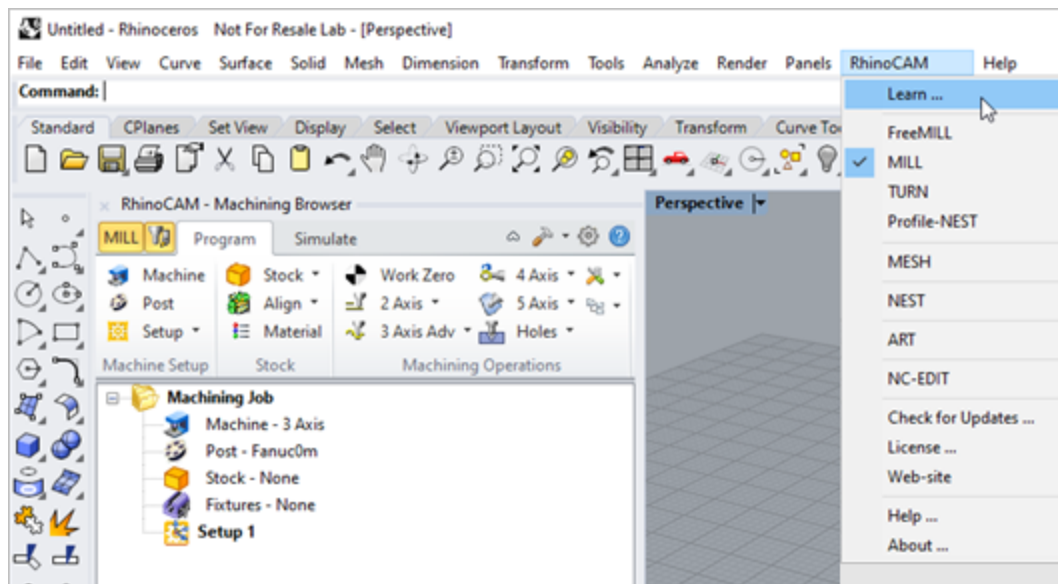 Untitled - Rhinoceros Not For Resale Lab - [Perspective]
File Edit View Curve Surface Solid Mesh Dimension Transform Tools Analyze Render Panels RhinoCAM Help
Command:
Standard CPlanes Set View Display Select Viewport Layout Visibility Transform Curve
RhinoCAM - Machining Browser
MILL Program Simulate
Machine Stock Work Zero 4 Axis
Post Align 2 Axis 5 Axis
Setup Material 3 Axis Adv Holes
Machine Setup Stock Machining Operations
Machining Job
Machine - 3 Axis
Post - Fanuc0m
Stock - None
Fixtures - None
Setup 1
Perspective
Learn ...
FreeMILL
MILL
TURN
Profile-NEST
MESH
NEST
ART
NC-EDIT
Check for Updates ...
License ...
Web-site
Help ...
About ...